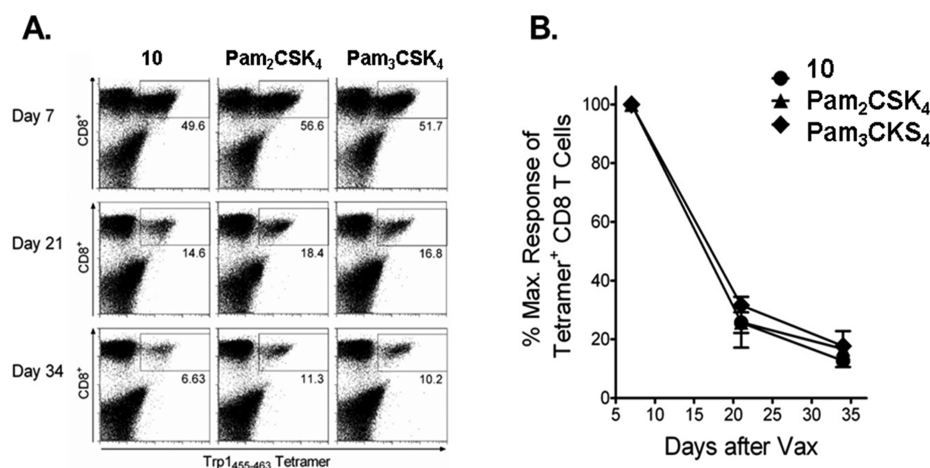 A.
10 Pam₂CSK₄ Pam₃CSK₄
Day 7
CD8⁺
49.6 56.6 51.7
Day 21
CD8⁺
14.6 18.4 16.8
Day 34
CD8⁺
6.63 11.3 10.2
Trp1₄₅₅₋₄₆₃ Tetramer
B.
10
Pam₂CSK₄
Pam₃CKS₄
% Max. Response of
Tetramer⁺ CD8 T Cells
100
80
60
40
20
0
5 10 15 20 25 30 35
Days after Vax